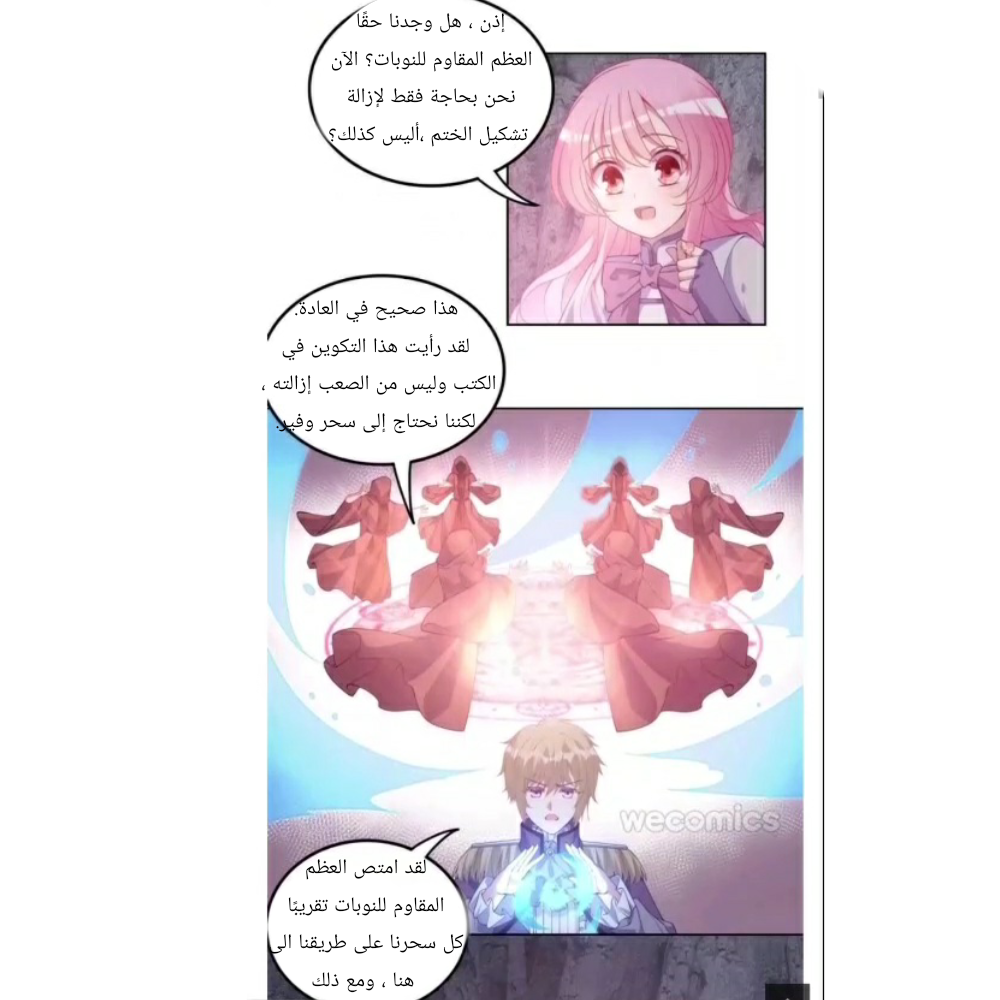 إذن ، هل وجدنا حقًا
العظم المقاوم للنوبات؟ الآن
نحن بحاجة فقط لإزالة
تشكيل الختم ،أليس كذلك؟
هذا صحيح في العادة.
لقد رأيت هذا التكوين في
الكتب وليس من الصعب إزالته ،
لكننا نحتاج إلى سحر وفير.
wecomics
لقد امتص العظم
المقاوم للنوبات تقريبًا
كل سحرنا على طريقنا الى
هنا ، ومع ذلك